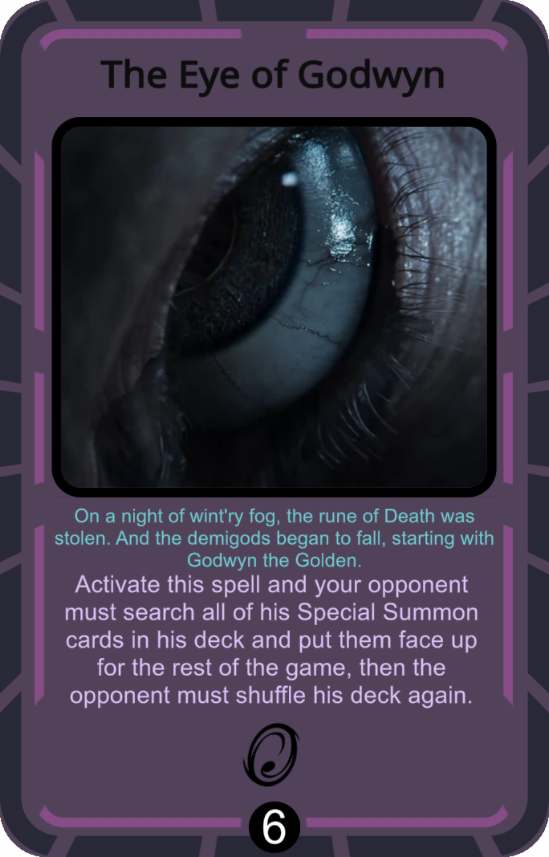 The Eye of Godwyn
On a night of wint'ry fog, the rune of Death was
stolen. And the demigods began to fall, starting with
Godwyn the Golden.
Activate this spell and your opponent
must search all of his Special Summon
cards in his deck and put them face up
for the rest of the game, then the
opponent must shuffle his deck again.
6